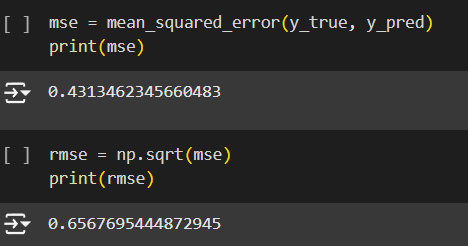 [ ] mse = mean_squared_error(y_true, y_pred)
print(mse)
0.4313462345660483
[ ] rmse = np.sqrt(mse)
print(rmse)
0.6567695444872945